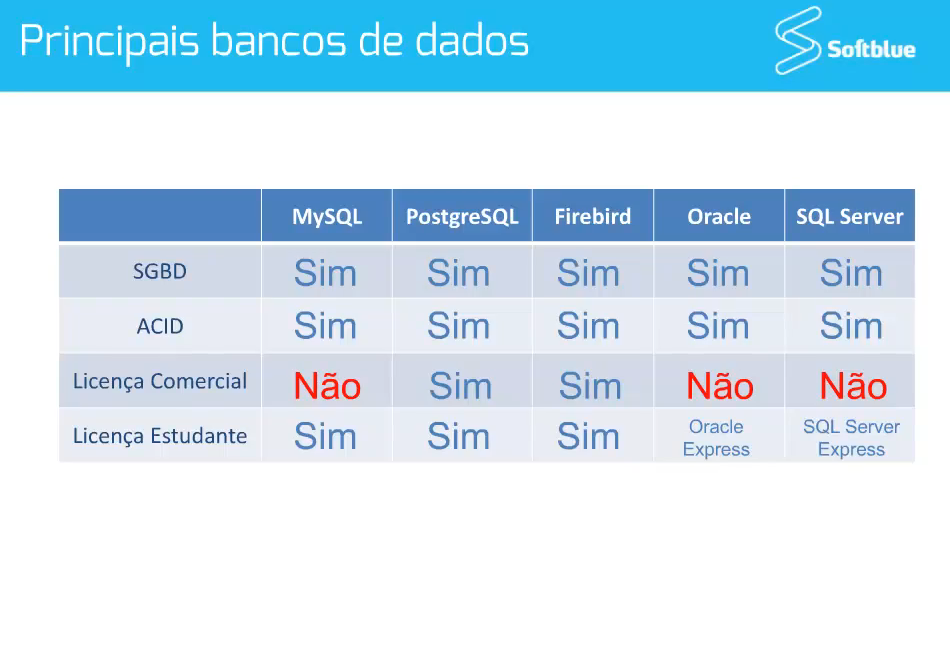 Principais bancos de dados
Softblue
MySQL PostgreSQL Firebird Oracle SQL Server
SGBD Sim Sim Sim Sim Sim
ACID Sim Sim Sim Sim Sim
Licença Comercial Não Sim Sim Não Não
Licença Estudante Sim Sim Sim Oracle Express SQL Server Express